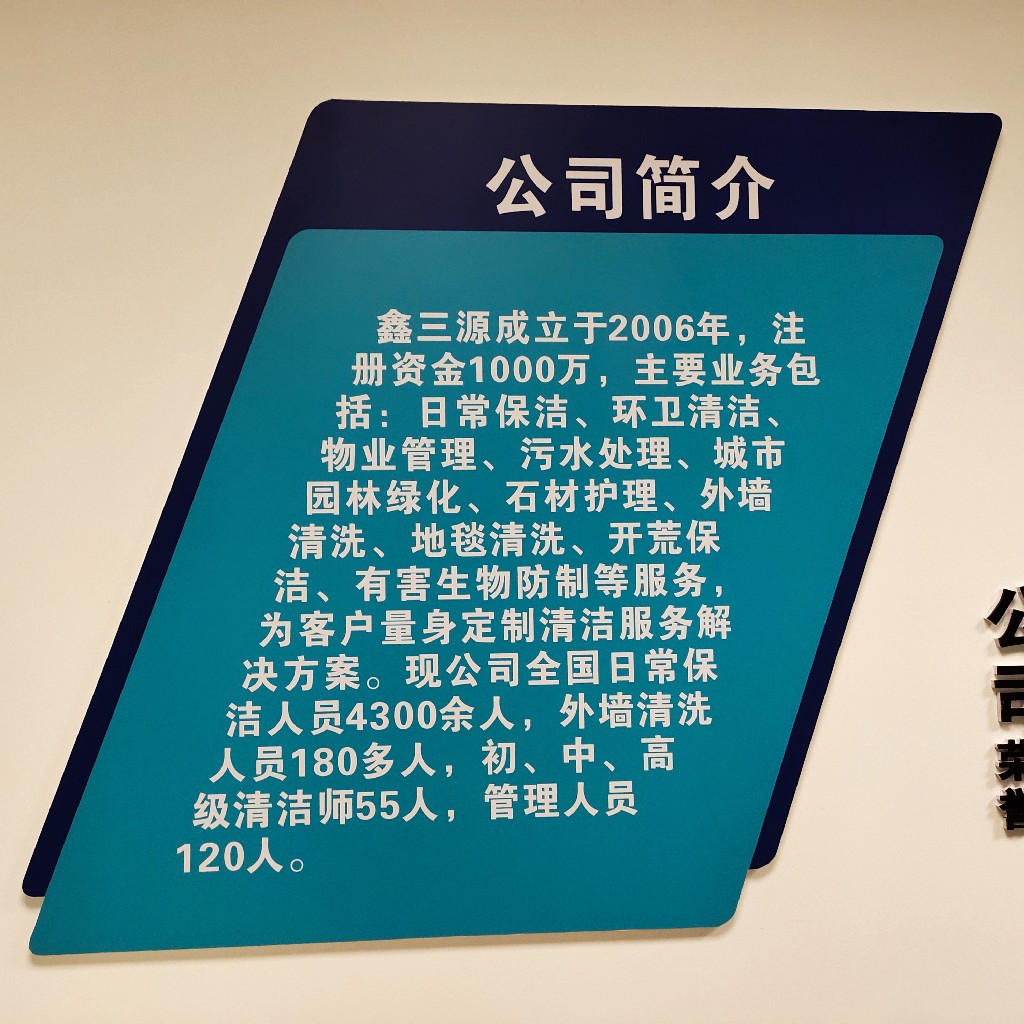 公司简介
鑫三源成立于2006年，注
册资金1000万，主要业务包
括：日常保洁、环卫清洁、
物业管理、污水处理、城市
园林绿化、石材护理、外墙
清洗、地毯清洗、开荒保
洁、有害生物防制等服务，
为客户量身定制清洁服务解
决方案。现公司全国日常保
洁人员4300余人，外墙清洗
人员180多人，初、中、高
级清洁师55人，管理人员
120人。
公
司
荣
誉